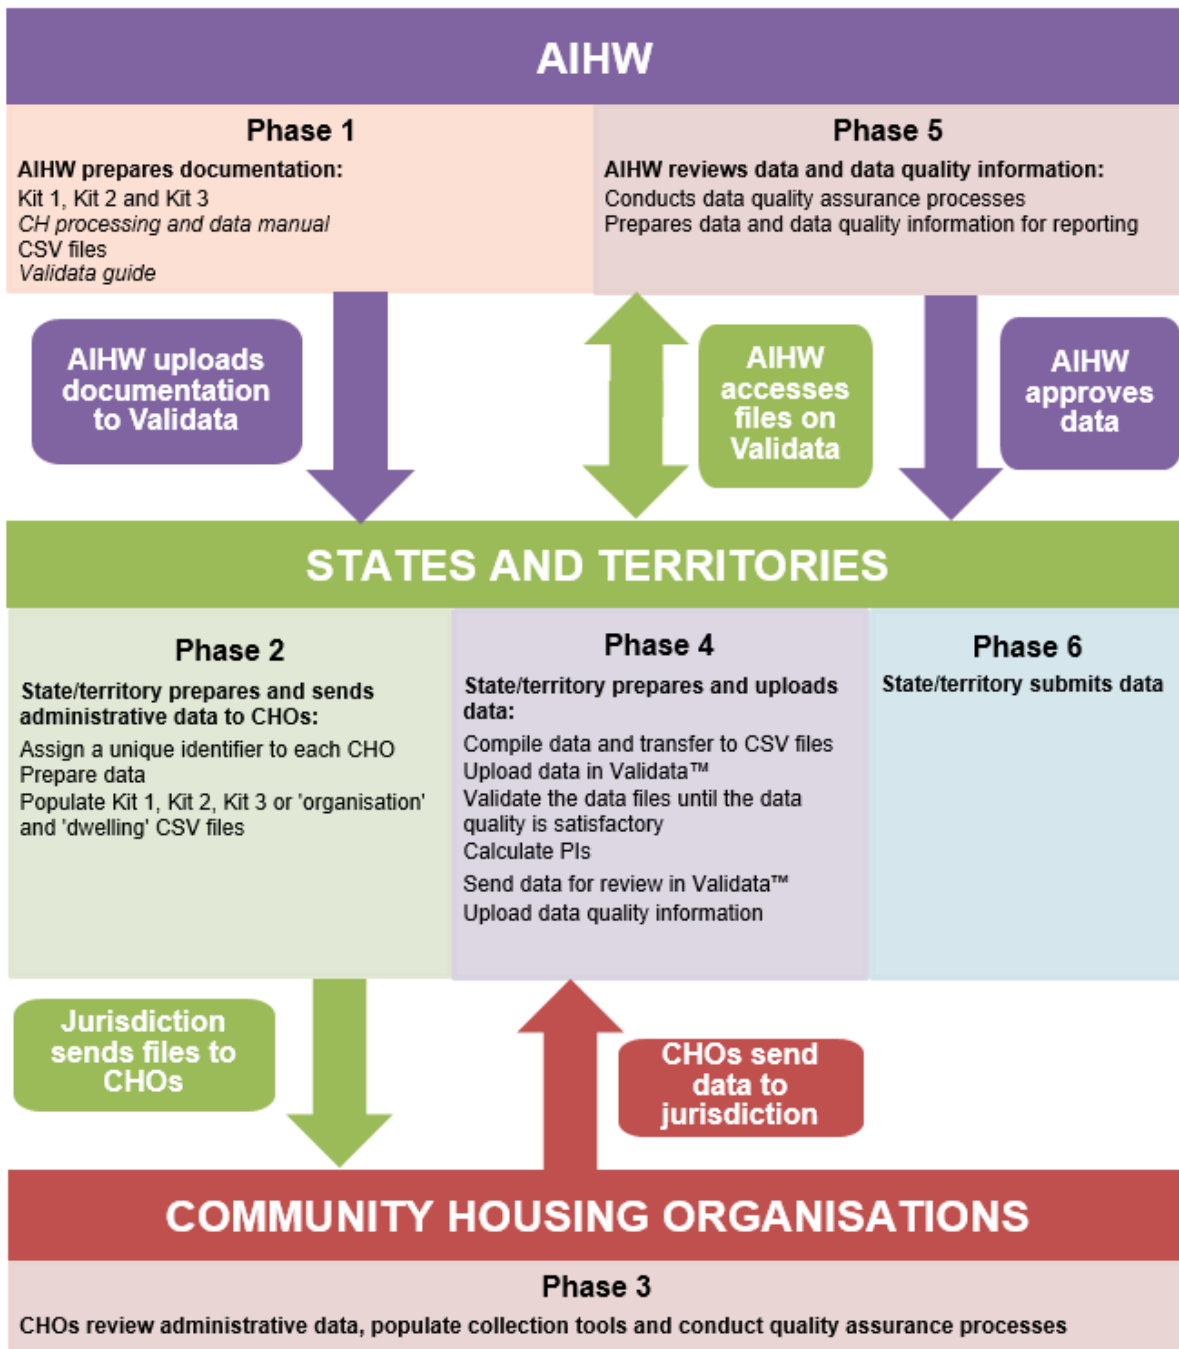 AIHW
Phase 1
AIHW prepares documentation:
Kit 1, Kit 2 and Kit 3
CH processing and data manual
CSV files
Validata guide
Phase 5
AIHW reviews data and data quality information:
Conducts data quality assurance processes
Prepares data and data quality information for reporting
AIHW uploads
documentation
to Validata
AIHW
accesses
files on
Validata
AIHW
approves
data
STATES AND TERRITORIES
Phase 2
State/territory prepares and sends
administrative data to CHOs:
Assign a unique identifier to each CHO
Prepare data
Populate Kit 1, Kit 2, Kit 3 or 'organisation'
and 'dwelling' CSV files
Phase 4
State/territory prepares and uploads
data:
Compile data and transfer to CSV files
Upload data in Validata™
Validate the data files until the data
quality is satisfactory
Calculate PIs
Send data for review in Validata™
Upload data quality information
Phase 6
State/territory submits data
Jurisdiction
sends files to
CHOs
CHOs send
data to
jurisdiction
COMMUNITY HOUSING ORGANISATIONS
Phase 3
CHOs review administrative data, populate collection tools and conduct quality assurance processes